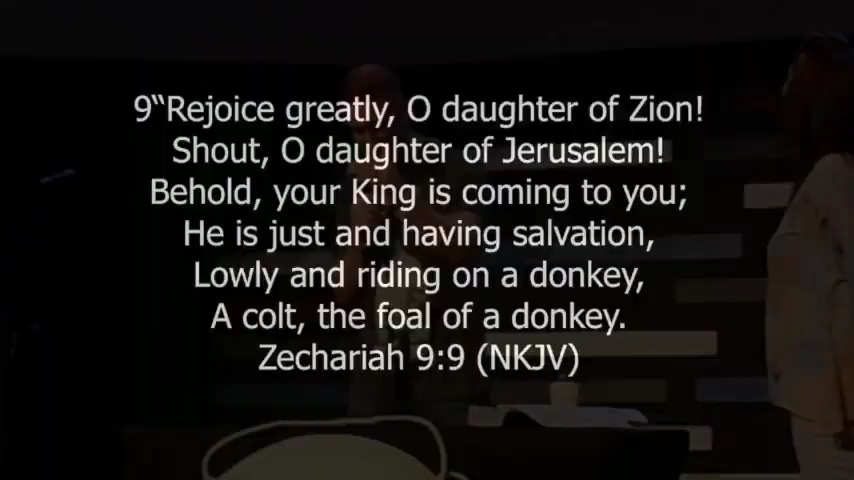 9“Rejoice greatly, O daughter of Zion!
Shout, O daughter of Jerusalem!
Behold, your King is coming to you;
He is just and having salvation,
Lowly and riding on a donkey,
A colt, the foal of a donkey.
Zechariah 9:9 (NKJV)